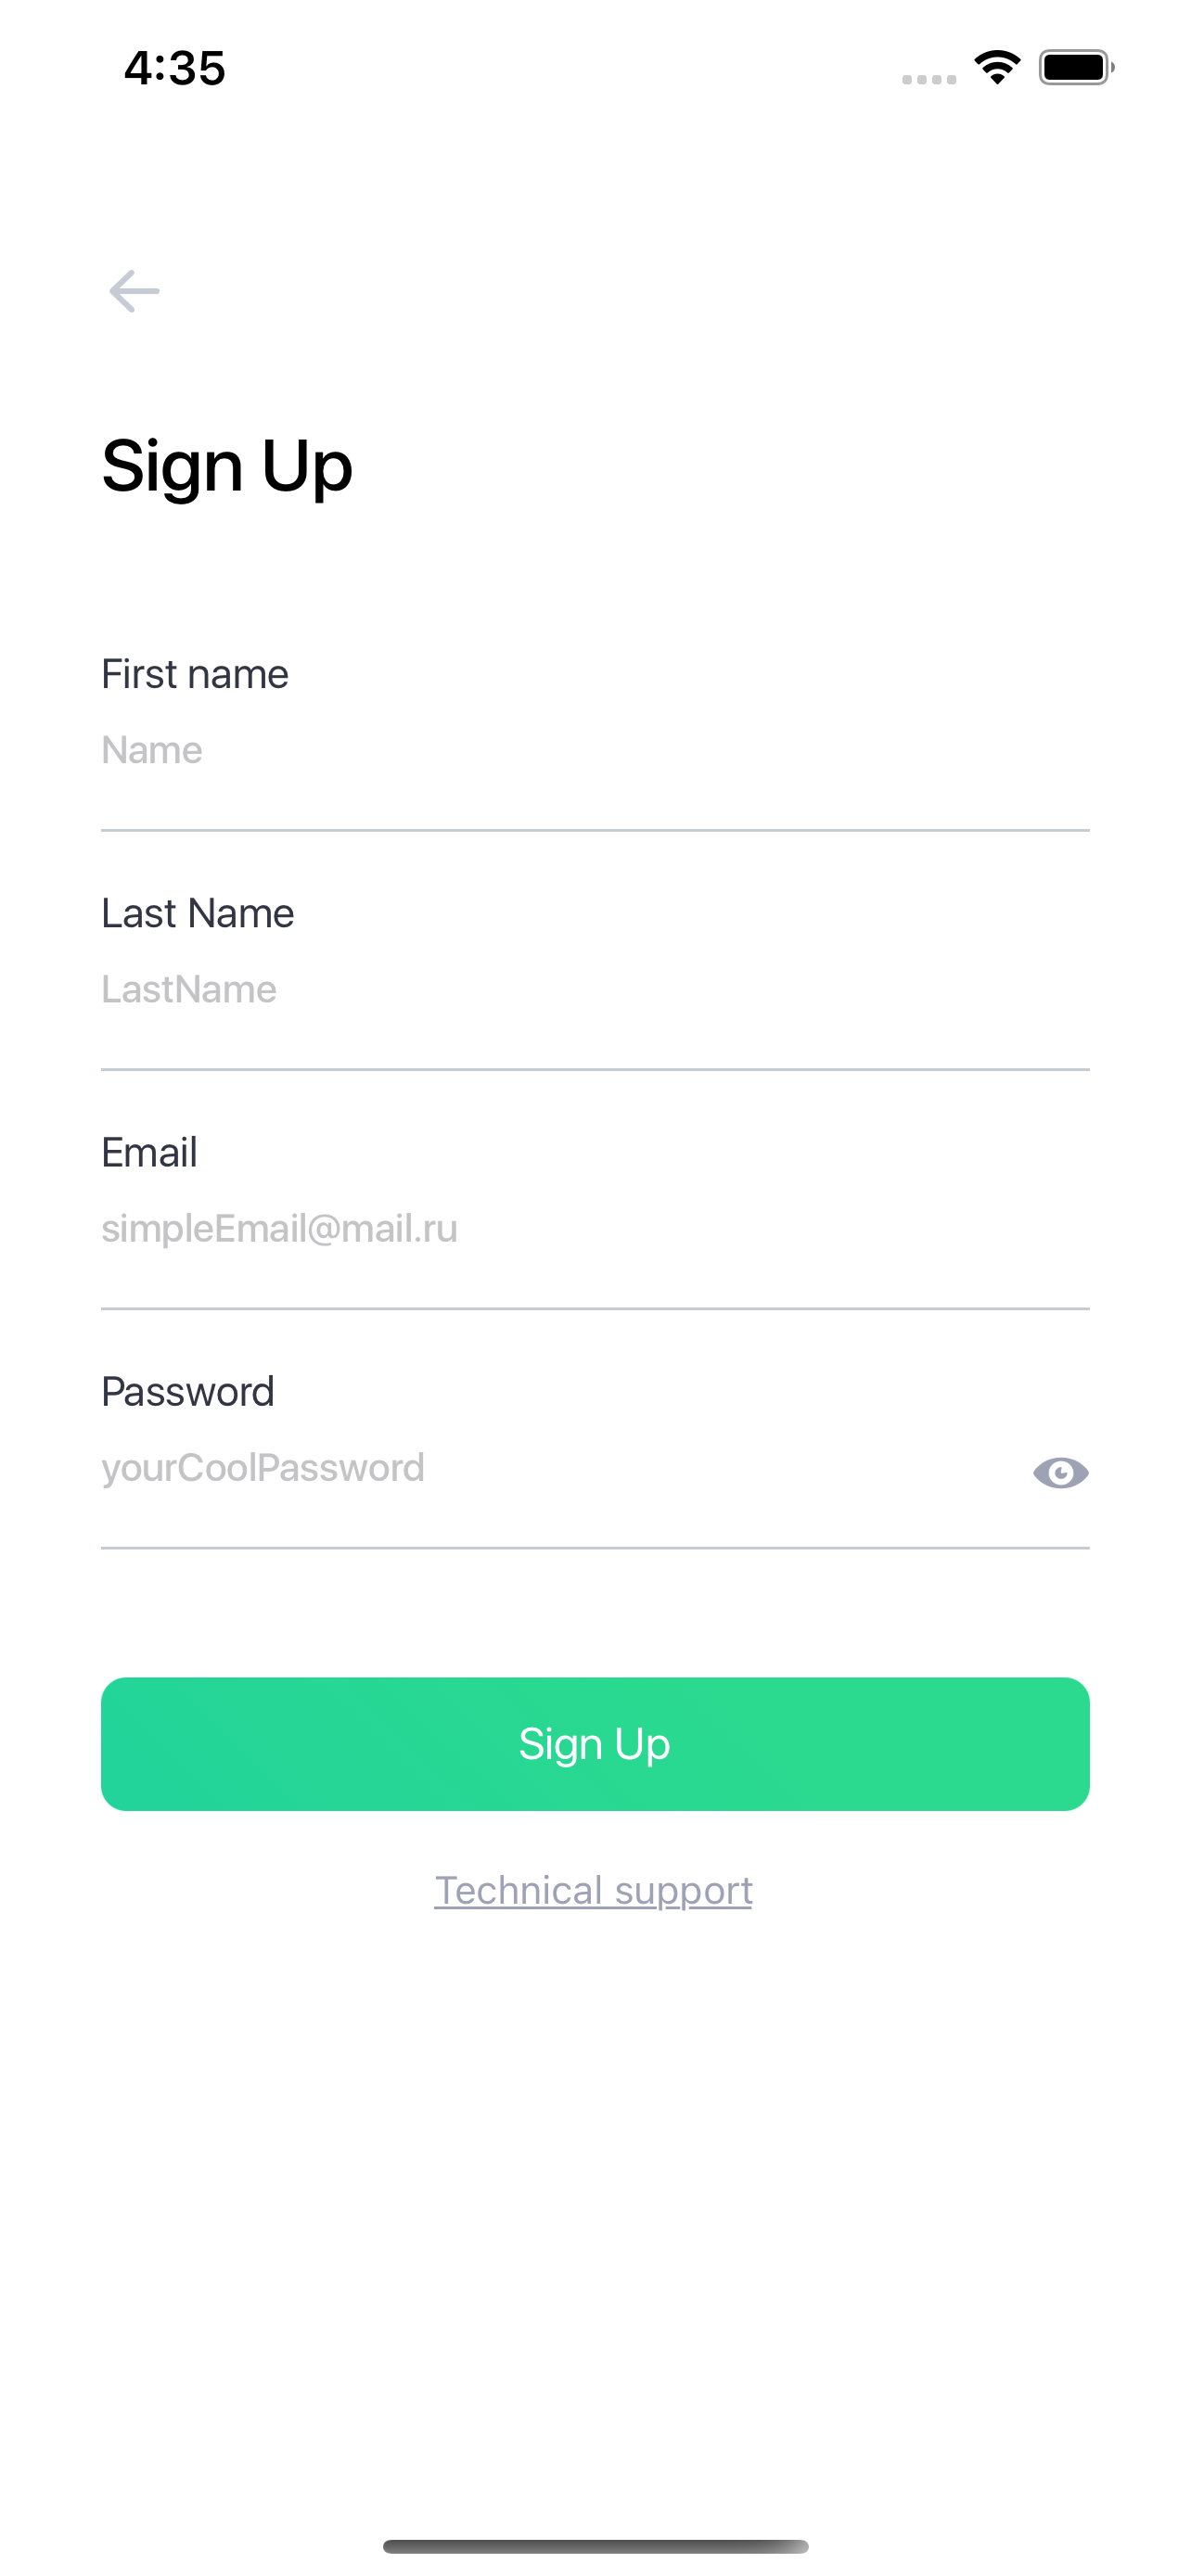 4:35
Sign Up
First name
Name
Last Name
LastName
Email
simpleEmail@mail.ru
Password
yourCoolPassword
Sign Up
Technical support